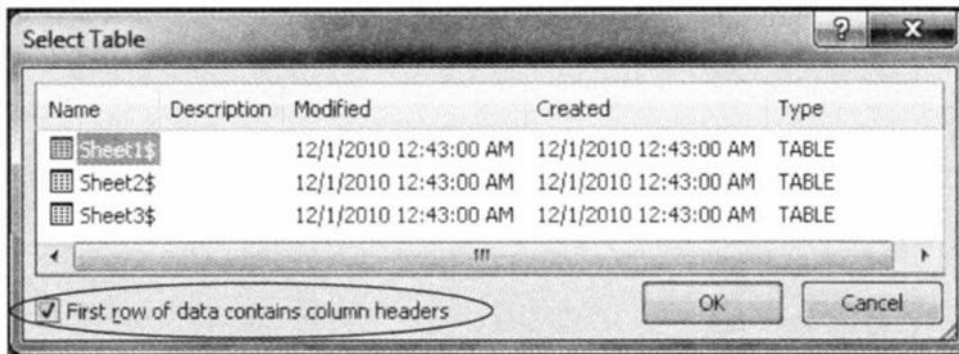 Select Table
Name Description Modified Created Type
Sheet1$ 12/1/2010 12:43:00 AM 12/1/2010 12:43:00 AM TABLE
Sheet2$ 12/1/2010 12:43:00 AM 12/1/2010 12:43:00 AM TABLE
Sheet3$ 12/1/2010 12:43:00 AM 12/1/2010 12:43:00 AM TABLE
First row of data contains column headers OK Cancel